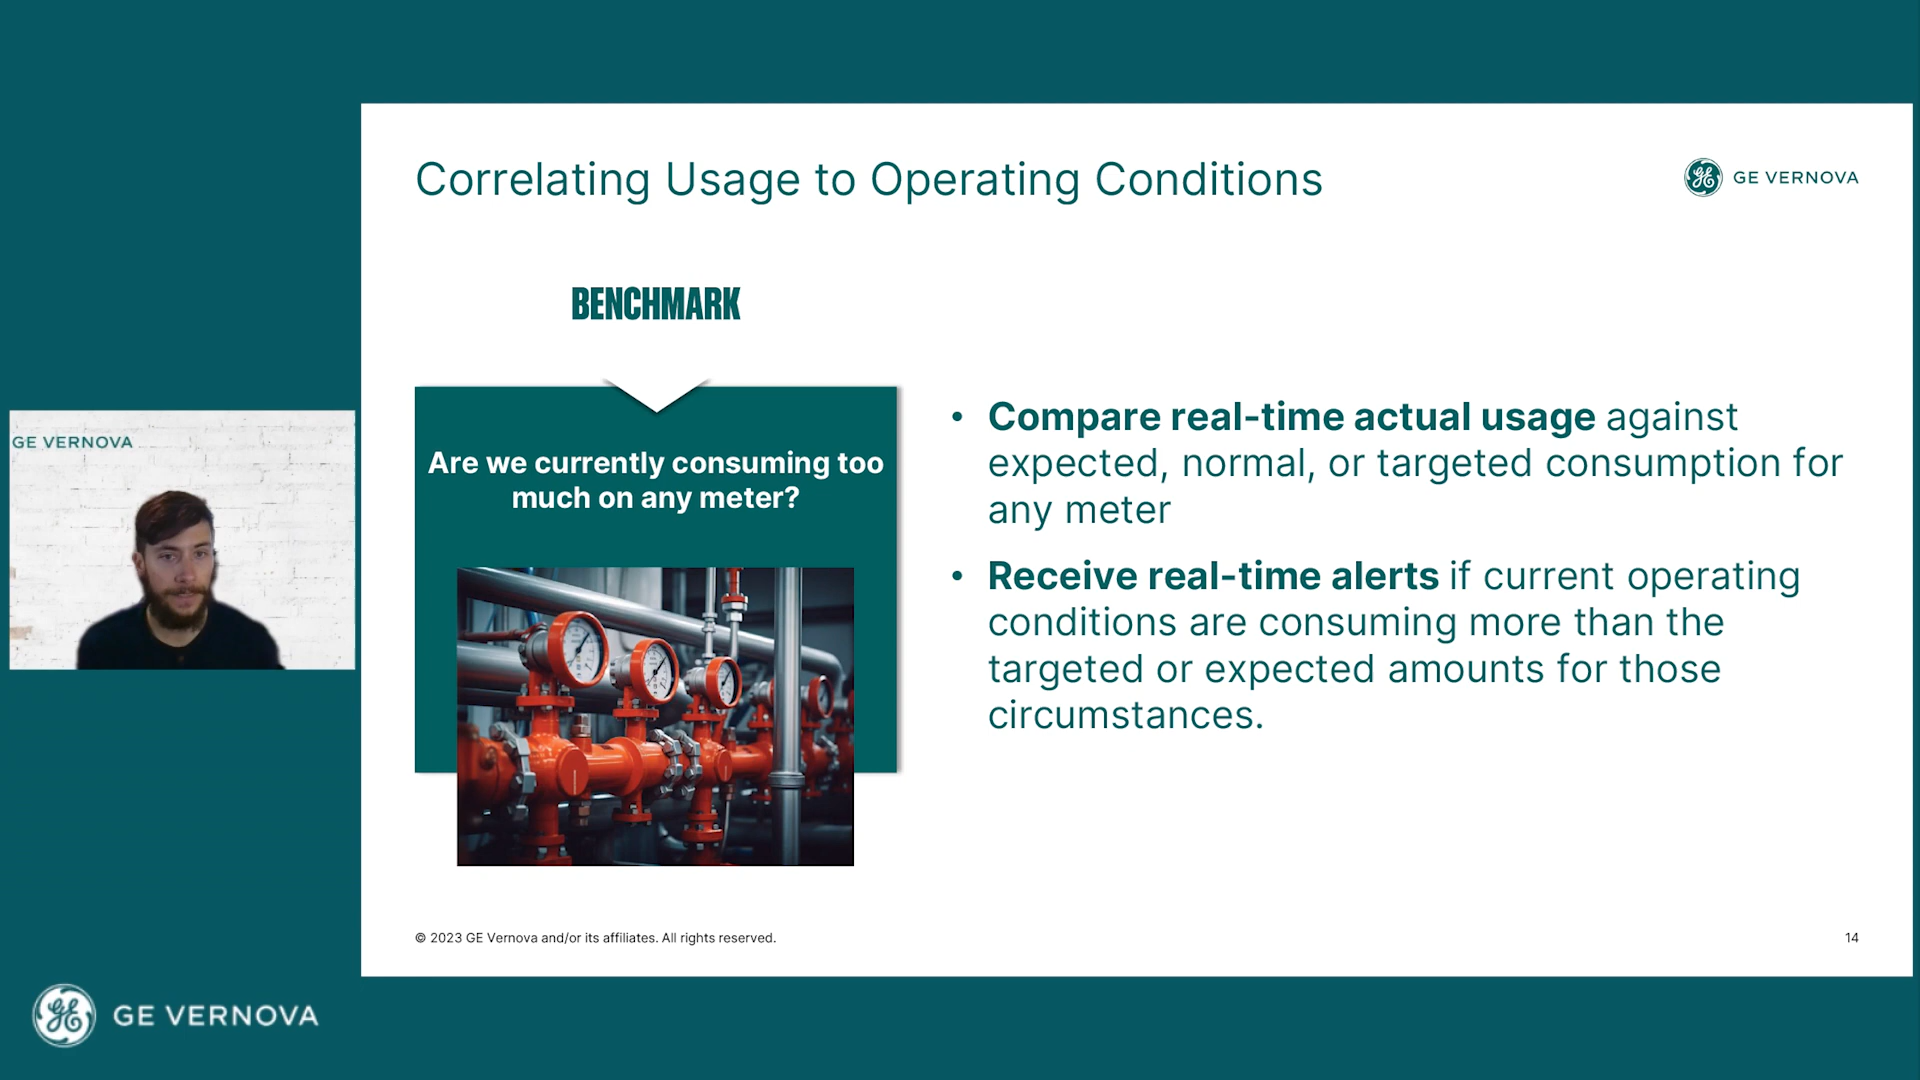 Correlating Usage to Operating Conditions
GE VERNOVA
BENCHMARK
Are we currently consuming too
much on any meter?
• Compare real-time actual usage against
expected, normal, or targeted consumption for
any meter
• Receive real-time alerts if current operating
conditions are consuming more than the
targeted or expected amounts for those
circumstances.
GE VERNOVA
© 2023 GE Vernova and/or its affiliates. All rights reserved.
14
GE VERNOVA